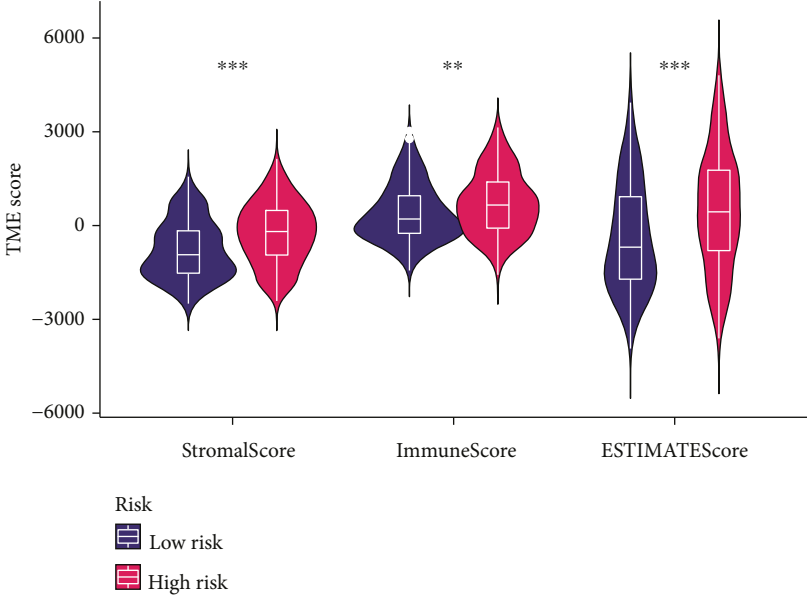 TME score
6000
3000
0
−3000
−6000
***
**
***
StromalScore
ImmuneScore
ESTIMATEScore
Risk
Low risk
High risk